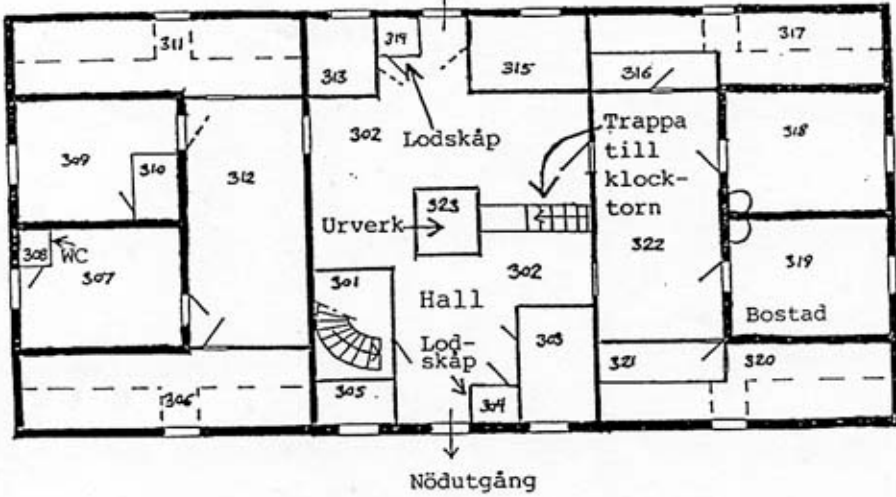 311
313
314
315
316
317
302
Lodskåp
Trappa
till
klock-
torn
309
310
312
318
Urverk
323
308
WC
307
301
302
322
319
Hall
Bostad
Lod-
skåp
303
305
304
321
320
306
Nödutgång